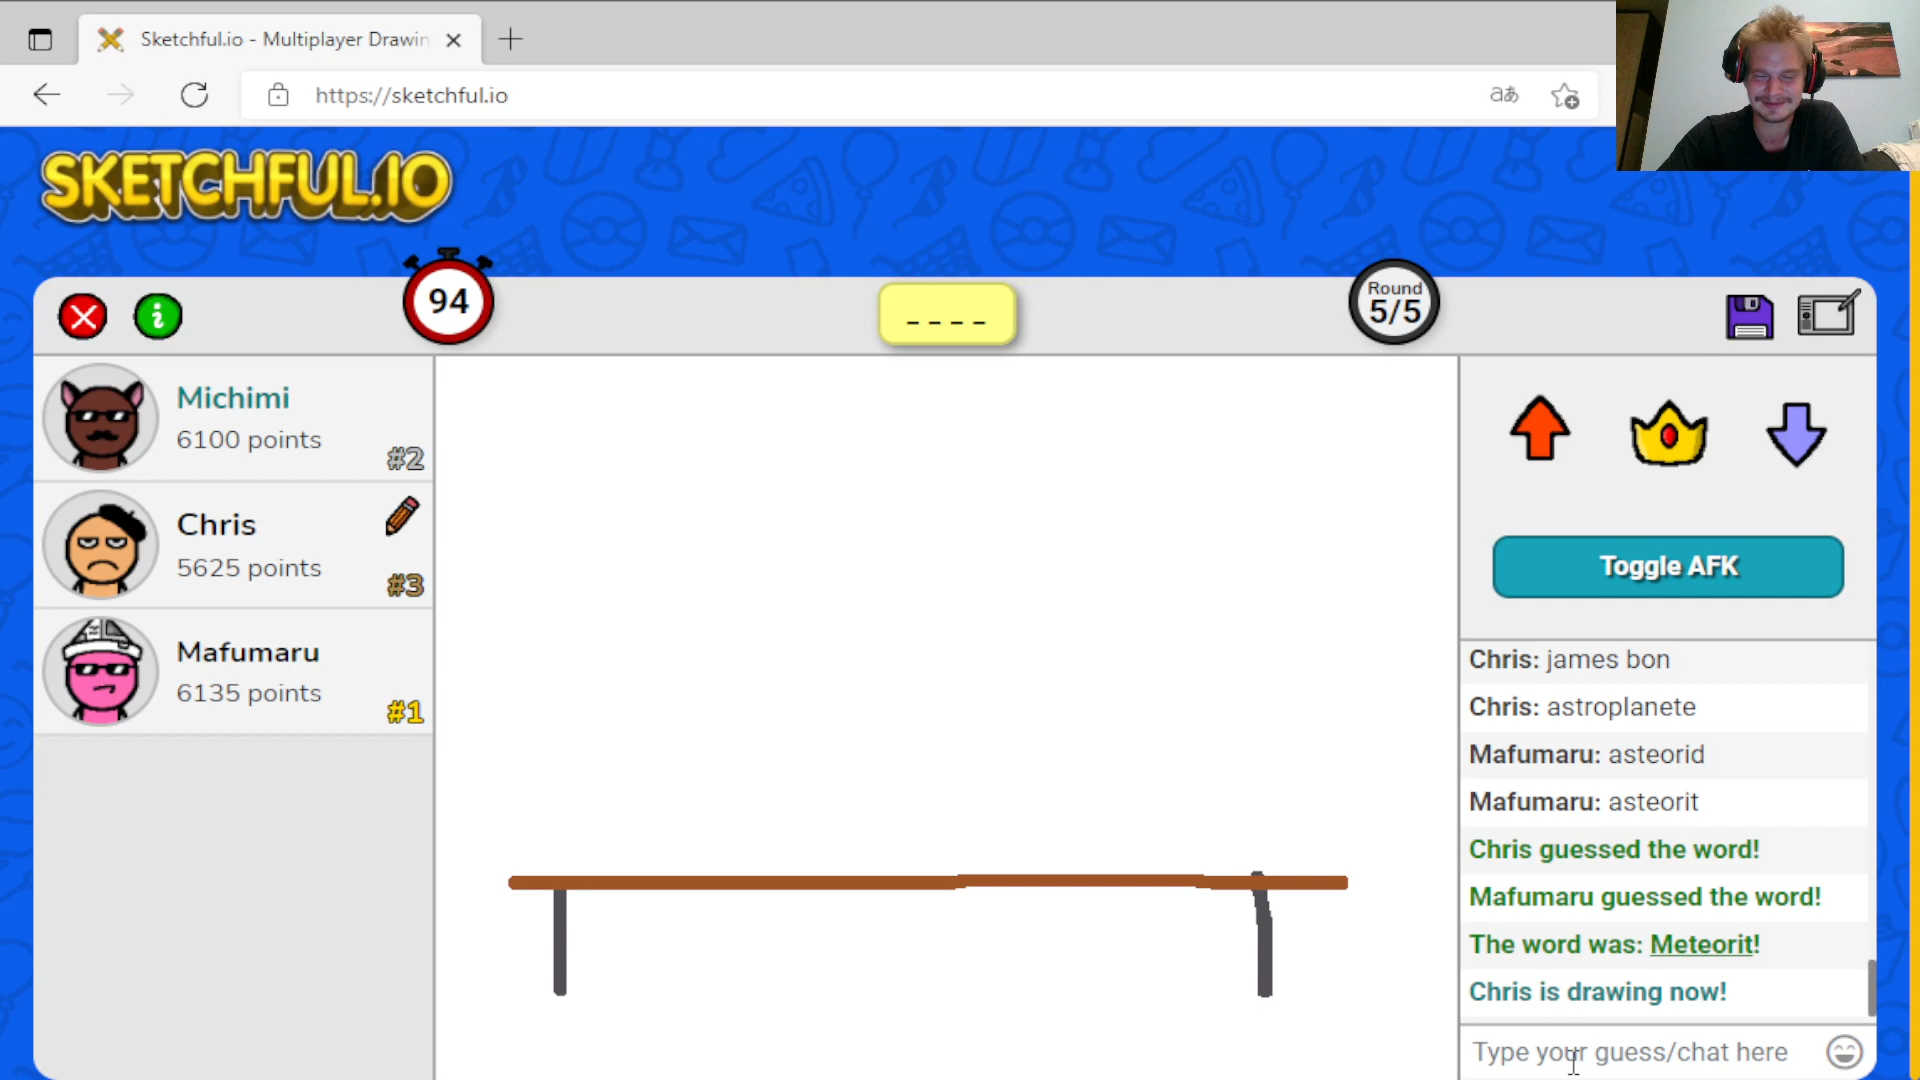 Sketchful.io - Multiplayer Drawin
https://sketchful.io
aあ
SKETCHFUL.IO
94
_ _ _ _
Round
5/5
Michimi
6100 points
#2
Chris
5625 points
#3
Mafumaru
6135 points
#1
Toggle AFK
Chris: james bon
Chris: astroplanete
Mafumaru: asteorid
Mafumaru: asteorit
Chris guessed the word!
Mafumaru guessed the word!
The word was: Meteorit!
Chris is drawing now!
Type your guess/chat here